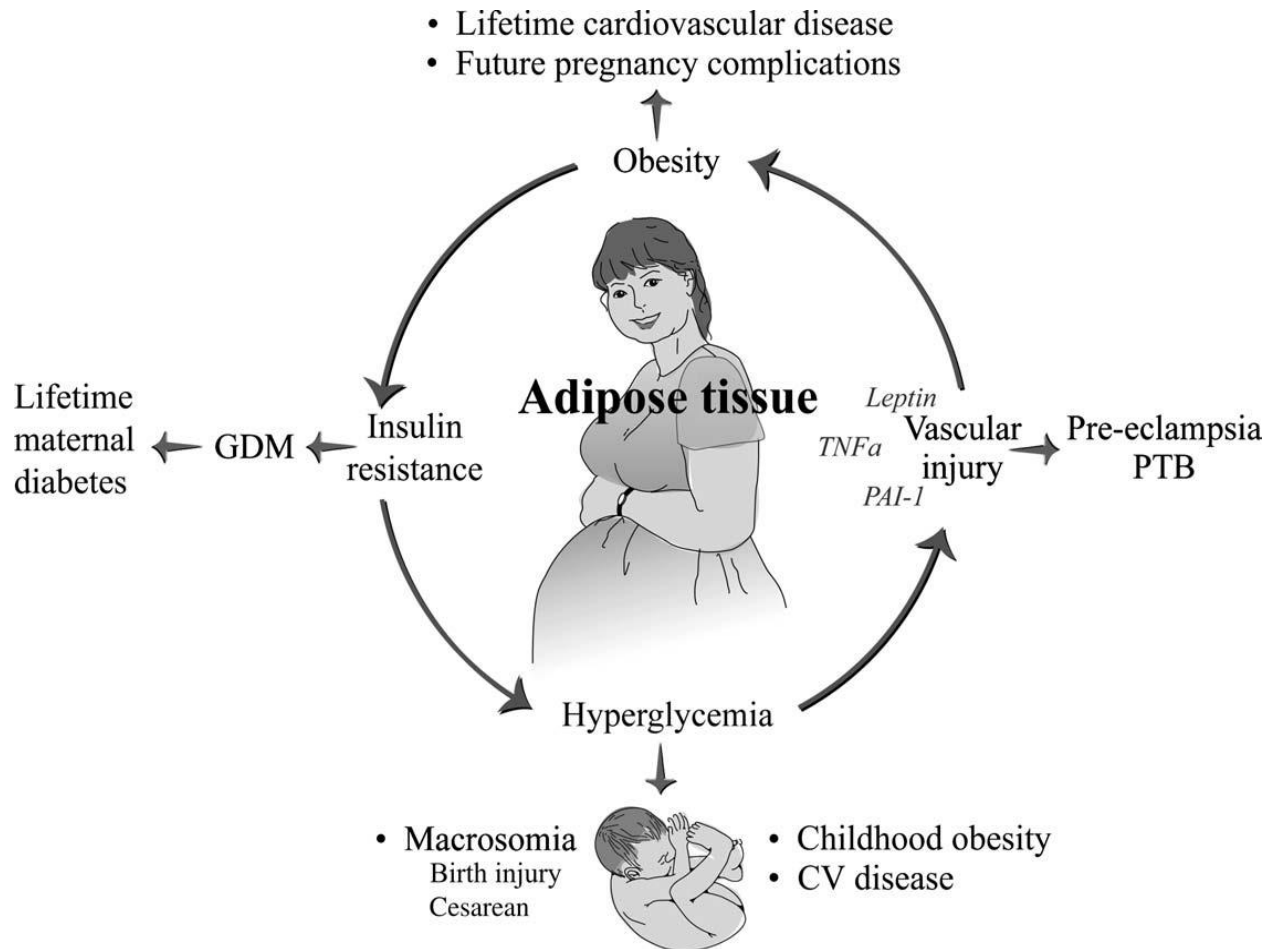 • Lifetime cardiovascular disease
• Future pregnancy complications
Obesity
Adipose tissue
Lifetime
maternal
diabetes
GDM
Insulin
resistance
Leptin
TNFa
PAI-1
Vascular
injury
Pre-eclampsia
PTB
Hyperglycemia
• Macrosomia
Birth injury
Cesarean
• Childhood obesity
• CV disease